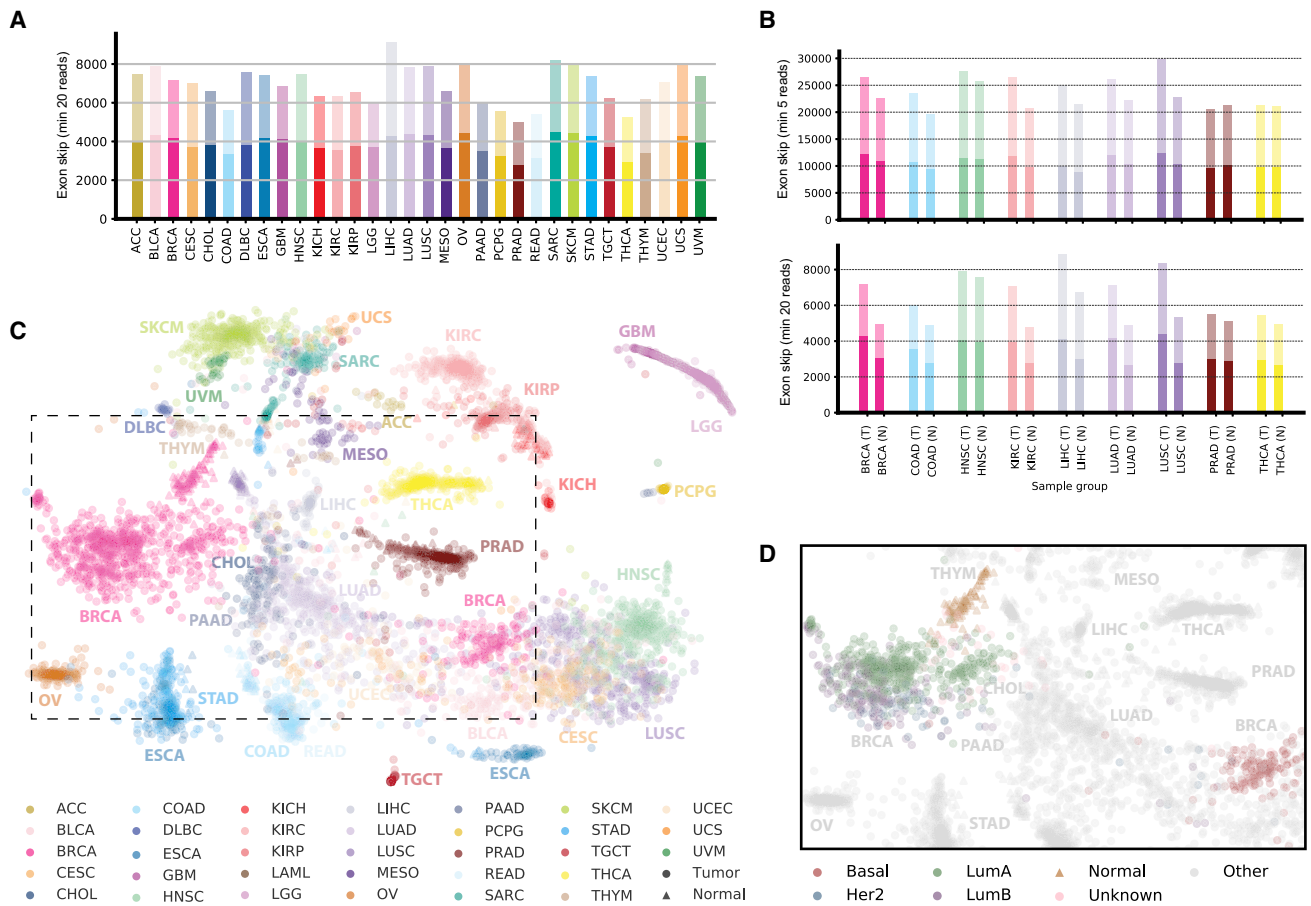 A
Exon skip (min 20 reads)
8000
6000
4000
2000
0
ACC
BLCA
BRCA
CESC
CHOL
COAD
DLBC
ESCA
GBM
HNSC
KICH
KIRC
KIRP
LGG
LIHC
LUAD
LUSC
MESO
OV
PAAD
PCPG
PRAD
READ
SARC
SKCM
STAD
TGCT
THCA
THYM
UCEC
UCS
UVM
B
Exon skip (min 5 reads)
30000
25000
20000
15000
10000
5000
0
Exon skip (min 20 reads)
8000
6000
4000
2000
0
BRCA (T)
BRCA (N)
COAD (T)
COAD (N)
HNSC (T)
HNSC (N)
KIRC (T)
KIRC (N)
LIHC (T)
LIHC (N)
LUAD (T)
LUAD (N)
LUSC (T)
LUSC (N)
PRAD (T)
PRAD (N)
THCA (T)
THCA (N)
Sample group
C
SKCM
UCS
SARC
KIRC
GBM
UVM
KIRP
LGG
DLBC
ACC
THYM
MESO
KICH
PCPG
LIHC
THCA
CHOL
PRAD
HNSC
LUAD
BRCA
BRCA
PAAD
OV
STAD
UCEC
ESCA
COAD
READ
BLCA
CESC
LUSC
ESCA
TGCT
ACC COAD KICH LIHC PAAD SKCM UCEC
BLCA DLBC KIRC LUAD PCPG STAD UCS
BRCA ESCA KIRP LUSC PRAD TGCT UVM
CESC GBM LAML MESO READ THCA Tumor
CHOL HNSC LGG OV SARC THYM Normal
D
THYM
MESO
LIHC
THCA
PRAD
CHOL
LUAD
BRCA
BRCA
PAAD
OV
STAD
Basal LumA Normal Other
Her2 LumB Unknown